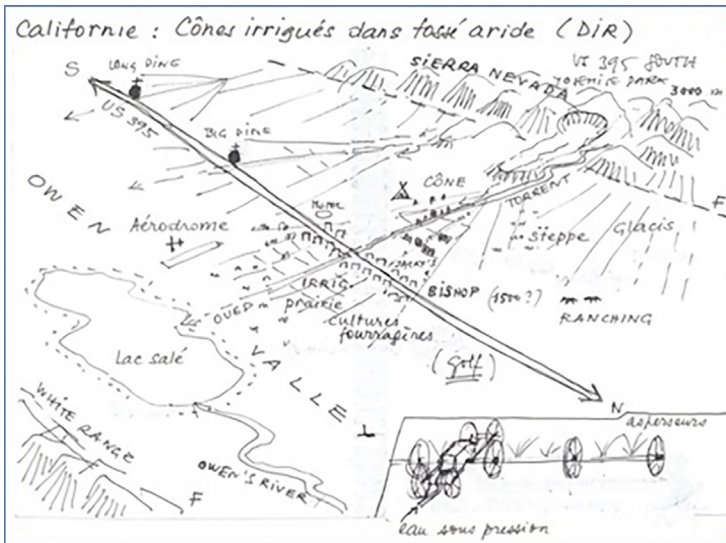 Californie : Cônes irrigués dans fossé aride (DIR)
S
LONG PINE
SIERRA NEVADA
US 395 SOUTH
YOSEMITE PARK
3000 m
US 395
BIG PINE
OWEN
CÔNE
TORRENT
F
Aérodrome
Motel
Steppe
Glacis
IRRIG
JACK'S
BISHOP (1500?)
RANCHING
OUED
prairie
cultures
fourragères
Lac salé
VALLEY
(Golf)
N
WHITE RANGE
asperseurs
OWEN'S RIVER
F
eau sous pression